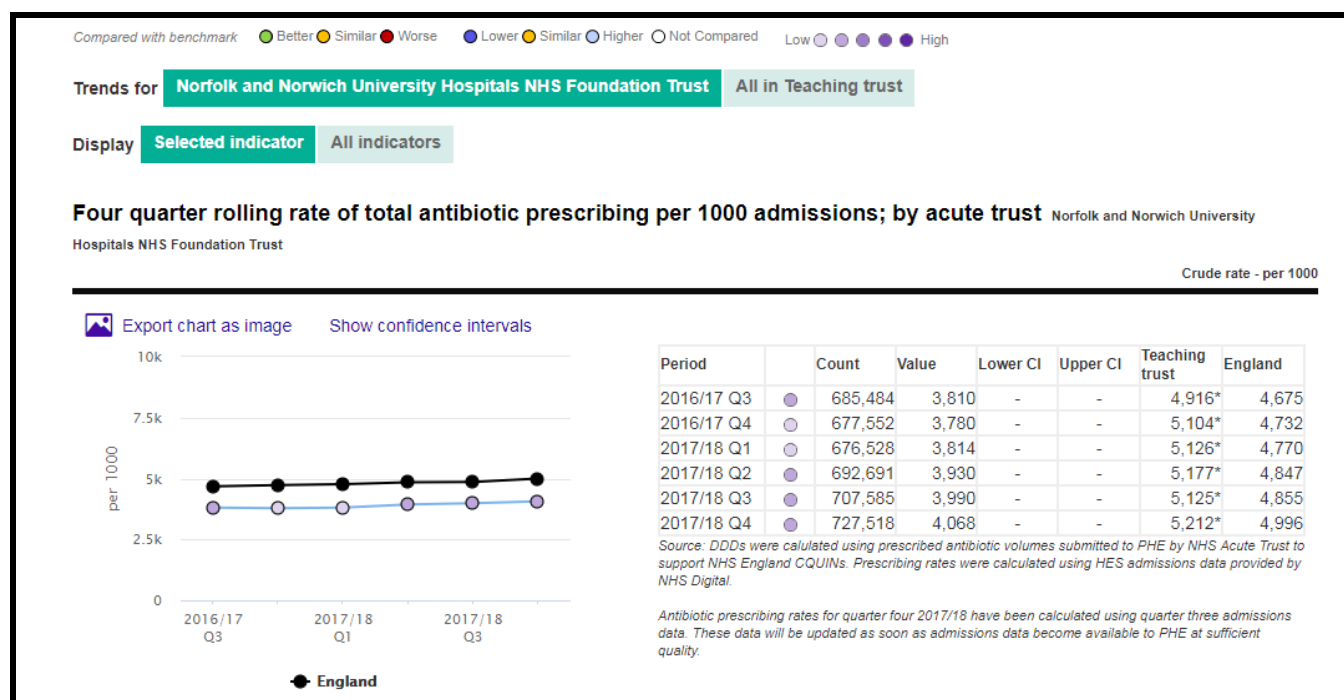 Compared with benchmark Better Similar Worse Lower Similar Higher Not Compared Low High
Trends for Norfolk and Norwich University Hospitals NHS Foundation Trust All in Teaching trust
Display Selected indicator All indicators
Four quarter rolling rate of total antibiotic prescribing per 1000 admissions; by acute trust Norfolk and Norwich University
Hospitals NHS Foundation Trust
Crude rate - per 1000
Export chart as image Show confidence intervals
10k
7.5k
5k
2.5k
0
per 1000
2016/17 Q3
2017/18 Q1
2017/18 Q3
England
Period Count Value Lower CI Upper CI Teaching trust England
2016/17 Q3 685,484 3,810 - - 4,916* 4,675
2016/17 Q4 677,552 3,780 - - 5,104* 4,732
2017/18 Q1 676,528 3,814 - - 5,126* 4,770
2017/18 Q2 692,691 3,930 - - 5,177* 4,847
2017/18 Q3 707,585 3,990 - - 5,125* 4,855
2017/18 Q4 727,518 4,068 - - 5,212* 4,996
Source: DDDs were calulated using prescribed antibiotic volumes submitted to PHE by NHS Acute Trust to
support NHS England CQUINs. Prescribing rates were calculated using HES admissions data provided by
NHS Digital.
Antibiotic prescribing rates for quarter four 2017/18 have been calculated using quarter three admissions
data. These data will be updated as soon as admissions data become available to PHE at sufficient
quality.